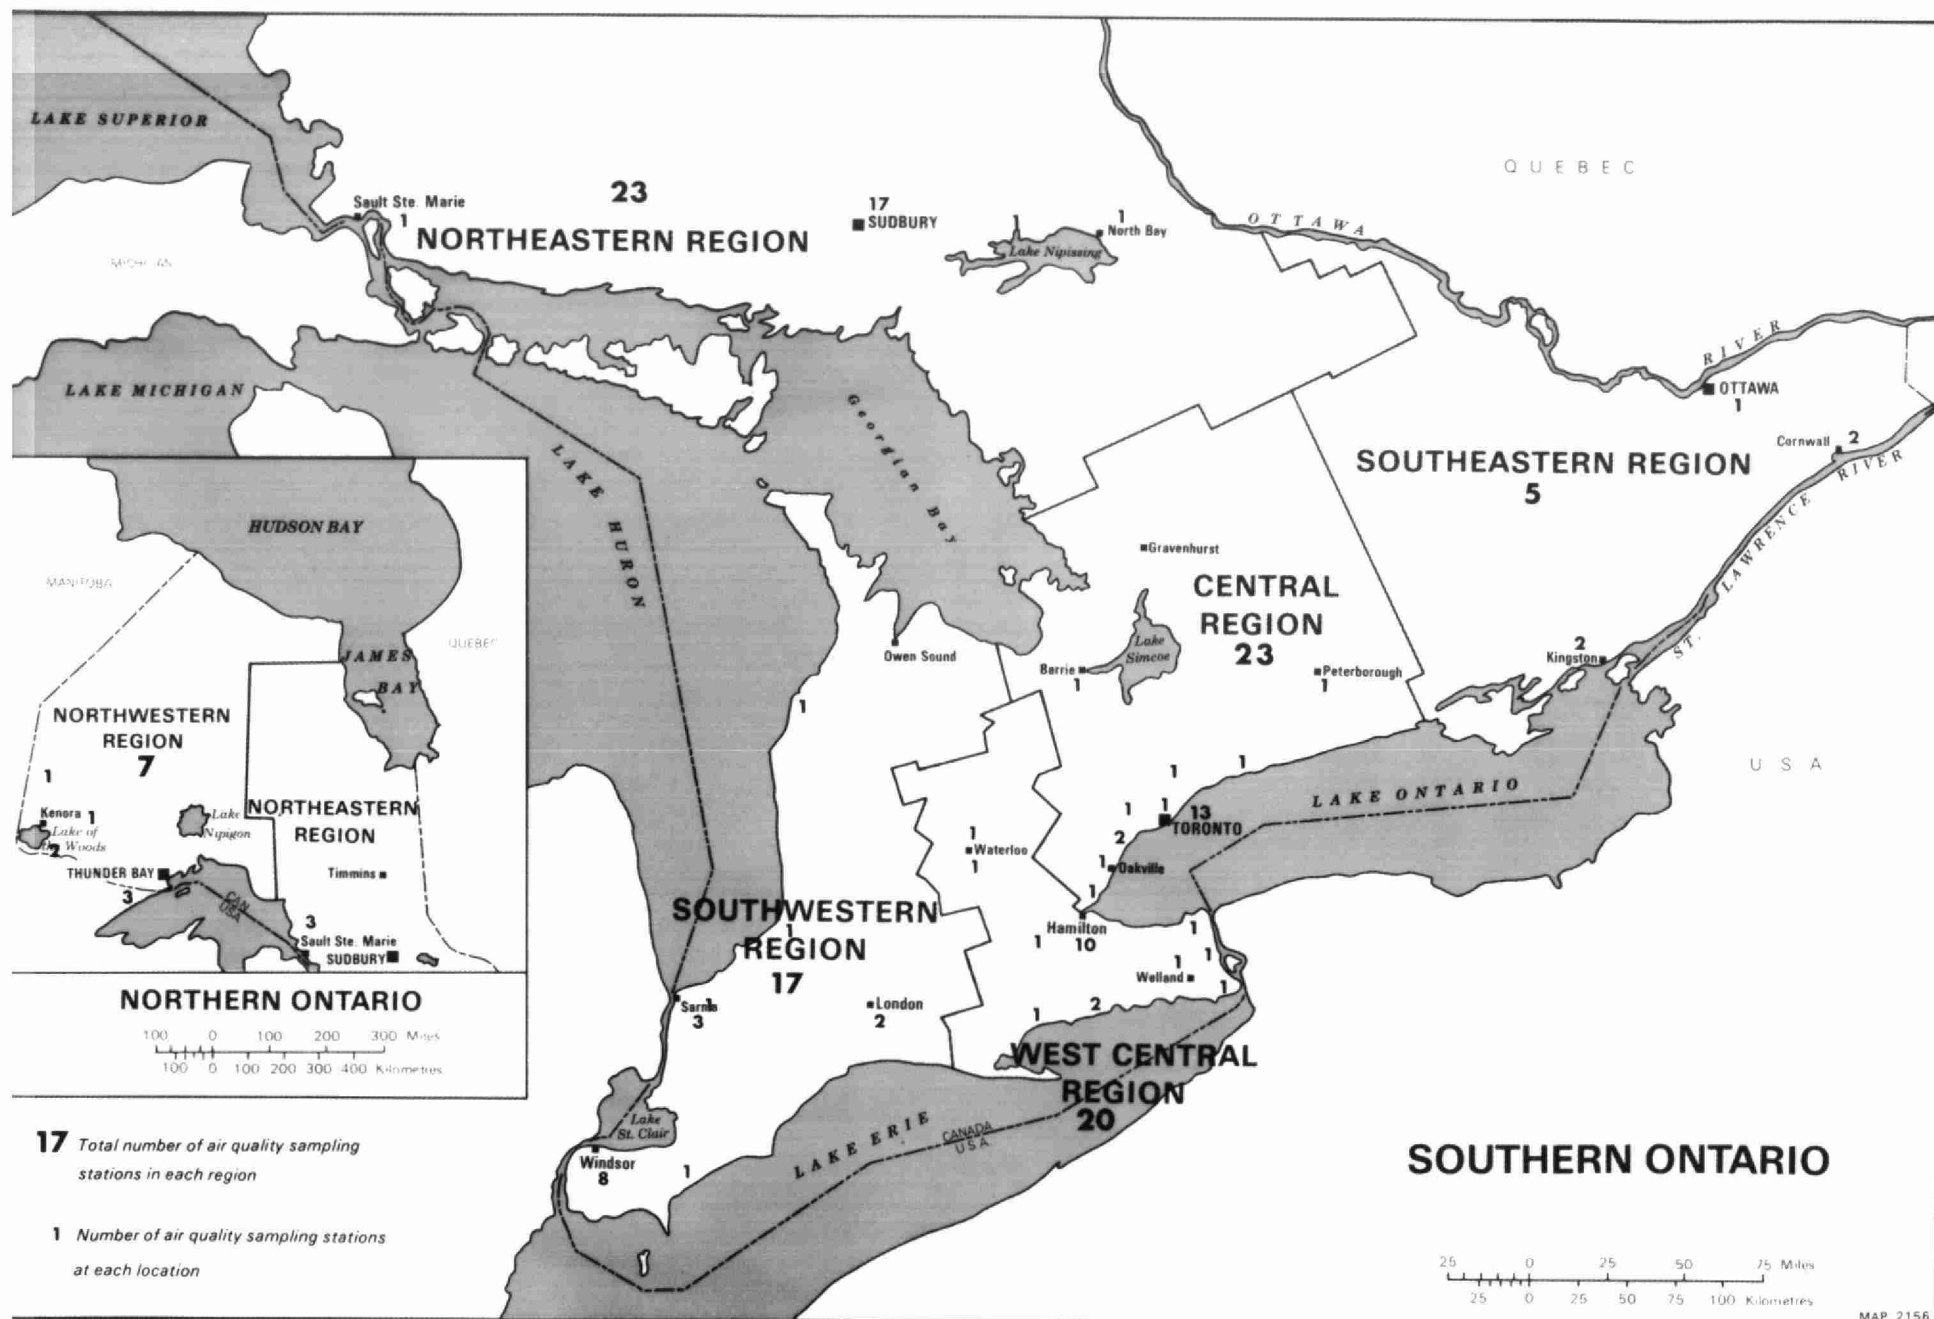 LAKE SUPERIOR
QUEBEC
23
17
SUDBURY
Sault Ste. Marie
1
1
1
North Bay
NORTHEASTERN REGION
Lake Nipissing
OTTAWA
MICHIGAN
RIVER
LAKE MICHIGAN
OTTAWA
1
Georgian Bay
Cornwall
2
RIVER
LAKE HURON
SOUTHEASTERN REGION
5
LAWRENCE
ST.
HUDSON BAY
MANITOBA
QUEBEC
JAMES
BAY
Gravenhurst
CENTRAL
REGION
23
Lake
Simcoe
Owen Sound
Barrie
1
Peterborough
1
2
Kingston
1
NORTHWESTERN
REGION
7
1
Kenora
1
Lake of
the Woods
2
Lake
Nipigon
NORTHEASTERN
REGION
THUNDER BAY
3
Timmins
CAN
USA
3
Sault Ste. Marie
SUDBURY
NORTHERN ONTARIO
100 0 100 200 300 Miles
100 0 100 200 300 400 Kilometres
USA
1
1
LAKE ONTARIO
1
1
13
TORONTO
2
1
Oakville
1
Waterloo
1
1
Hamilton
10
1
1
1
1
Welland
1
2
1
SOUTHWESTERN
1
REGION
17
Sarnia
1
3
London
2
WEST CENTRAL
REGION
20
Lake
St. Clair
LAKE ERIE
CANADA
U.S.A.
Windsor
8
1
17 Total number of air quality sampling
stations in each region
1 Number of air quality sampling stations
at each location
SOUTHERN ONTARIO
25 0 25 50 75 Miles
25 0 25 50 75 100 Kilometres
MAP 2156